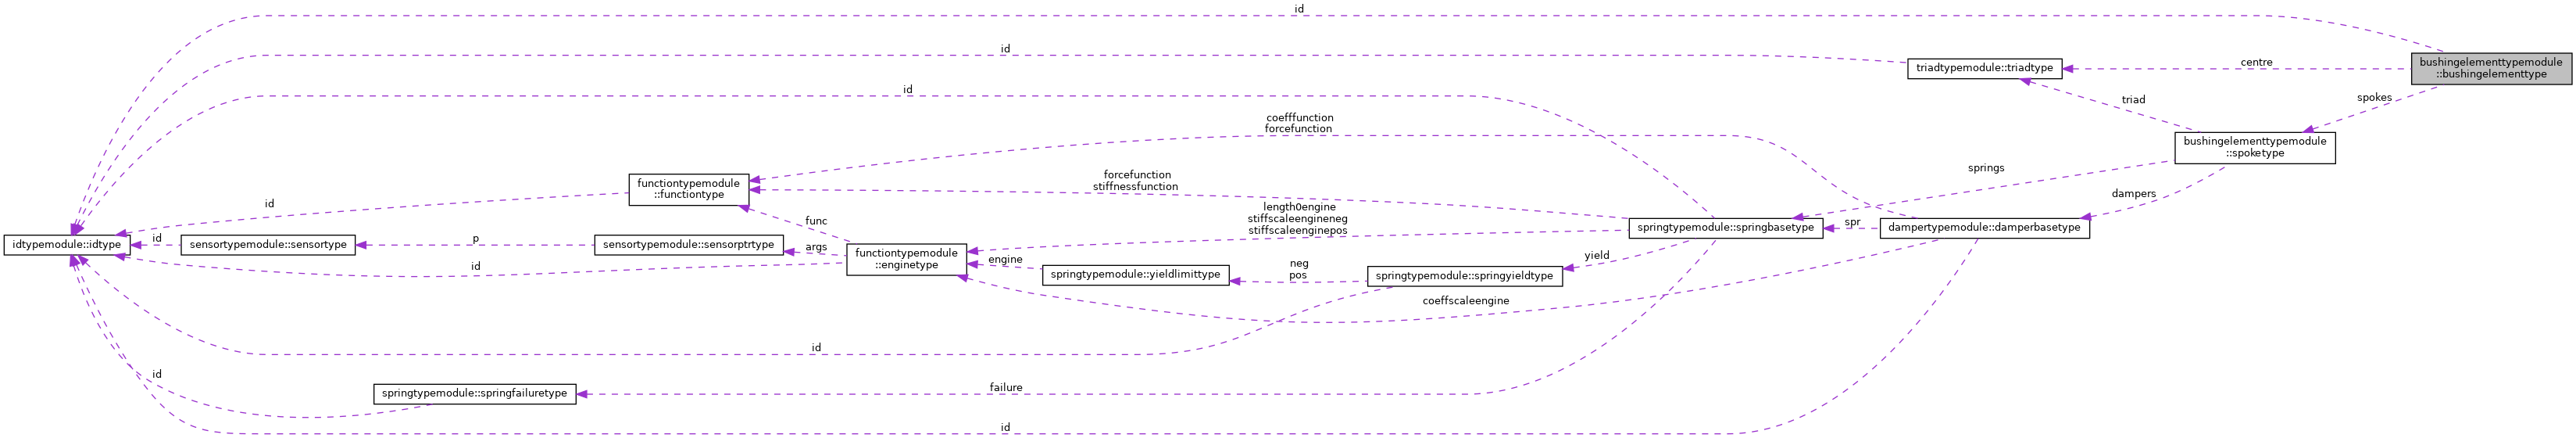 id
id
bushingelementtypemodule
::bushingelementtype
centre
triadtypemodule::triadtype
id
spokes
triad
coefffunction
forcefunction
bushingelementtypemodule
::spoketype
springs
forcefunction
stiffnessfunction
functiontypemodule
::functiontype
dampers
id
func
length0engine
stiffscaleengineneg
stiffscaleenginepos
spr
springtypemodule::springbasetype
dampertypemodule::damperbasetype
idtypemodule::idtype
id
sensortypemodule::sensortype
p
sensortypemodule::sensorptrtype
args
functiontypemodule
::enginetype
id
engine
springtypemodule::yieldlimittype
neg
pos
springtypemodule::springyieldtype
yield
coeffscaleengine
id
id
springtypemodule::springfailuretype
failure
id